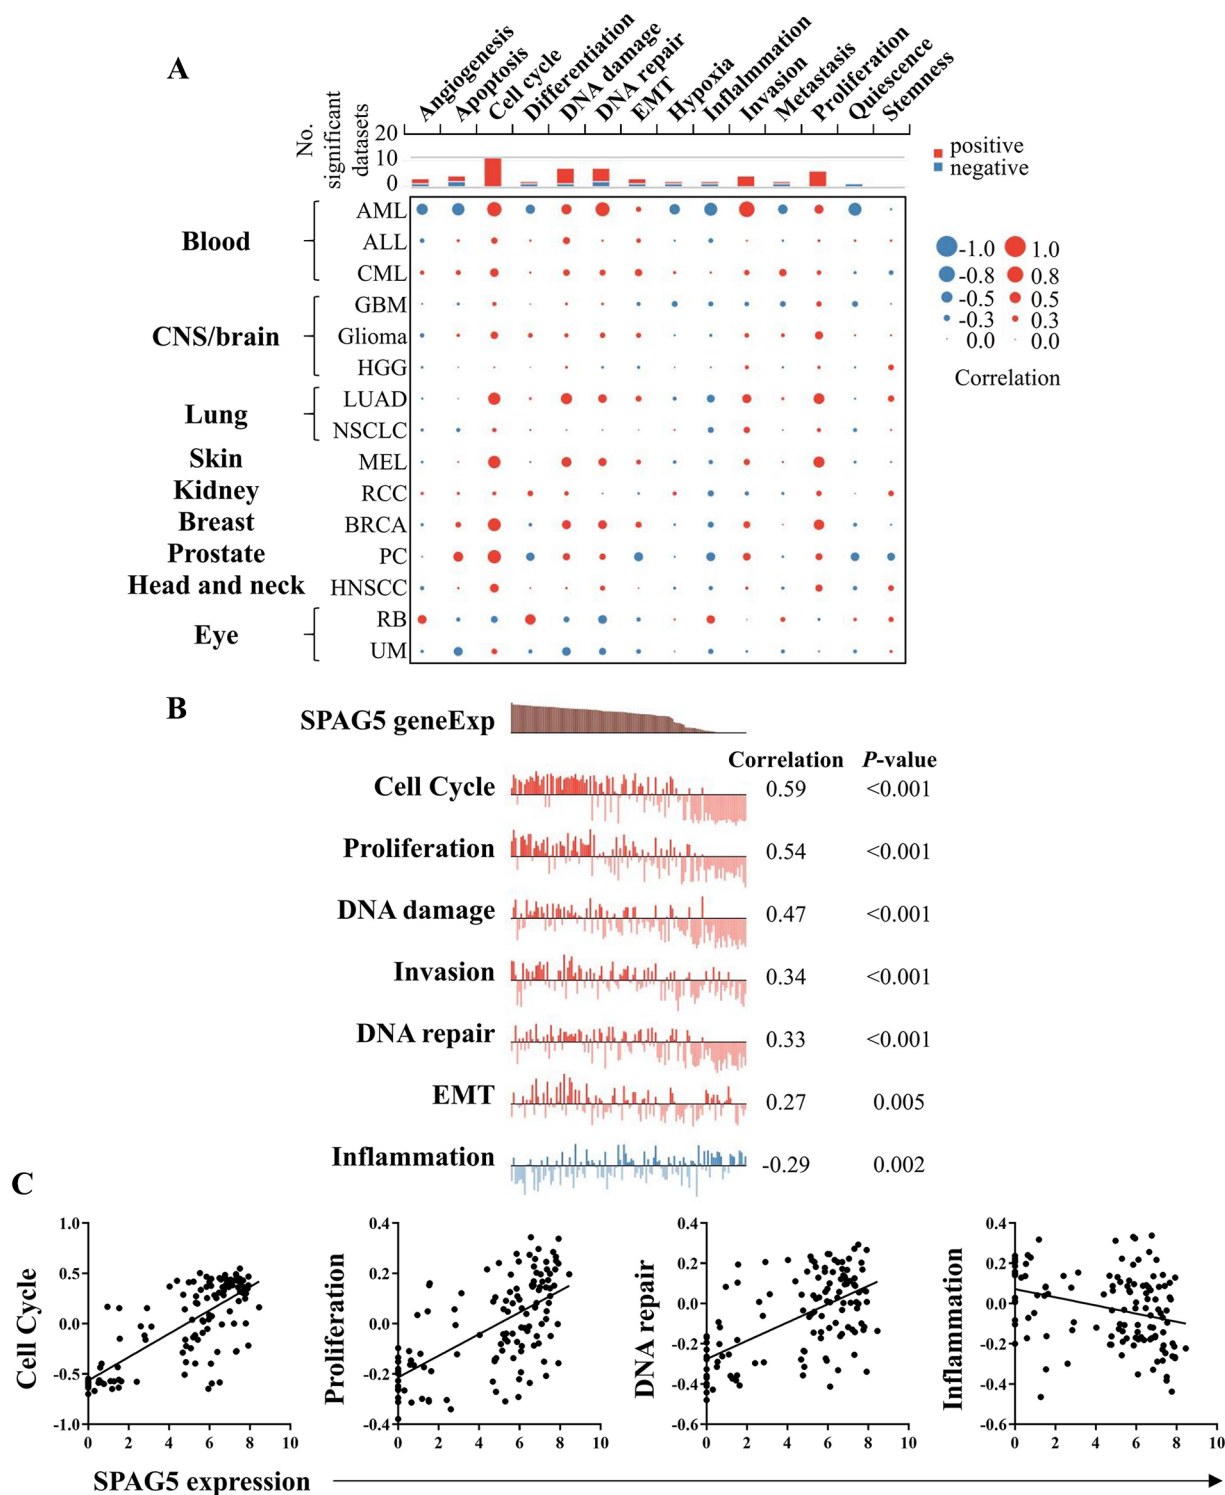 A
Angiogenesis
Apoptosis
Cell cycle
Differentiation
DNA damage
DNA repair
EMT
Hypoxia
Inflalmmation
Invasion
Metastasis
Proliferation
Quiescence
Stemness
No.
significant
datasets
20
10
0
positive
negative
Blood
AML
ALL
CML
CNS/brain
GBM
Glioma
HGG
Lung
LUAD
NSCLC
Skin MEL
Kidney RCC
Breast BRCA
Prostate PC
Head and neck HNSCC
Eye
RB
UM
-1.0 1.0
-0.8 0.8
-0.5 0.5
-0.3 0.3
0.0 0.0
Correlation
B
SPAG5 geneExp
Correlation P-value
Cell Cycle 0.59 <0.001
Proliferation 0.54 <0.001
DNA damage 0.47 <0.001
Invasion 0.34 <0.001
DNA repair 0.33 <0.001
EMT 0.27 0.005
Inflammation -0.29 0.002
C
Cell Cycle
1.0
0.5
0.0
-0.5
-1.0
0 2 4 6 8 10
Proliferation
0.4
0.2
0.0
-0.2
-0.4
0 2 4 6 8 10
DNA repair
0.4
0.2
0.0
-0.2
-0.4
-0.6
0 2 4 6 8 10
Inflammation
0.4
0.2
0.0
-0.2
-0.4
-0.6
0 2 4 6 8 10
SPAG5 expression